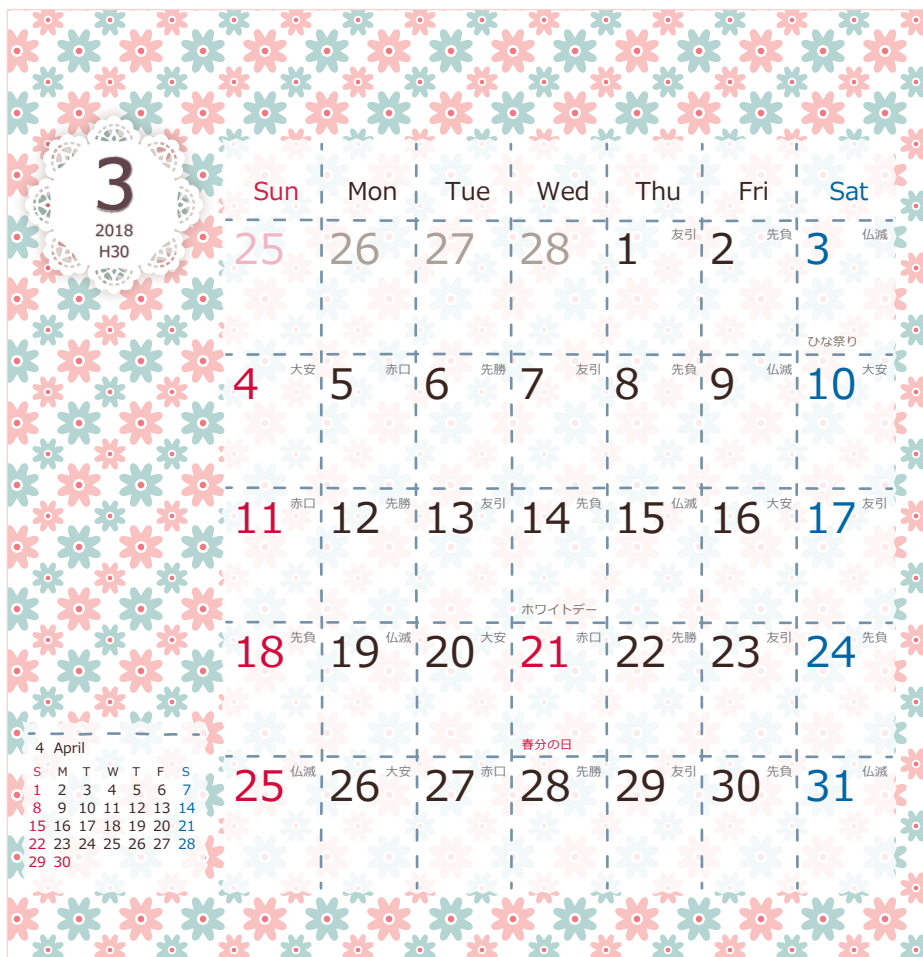 3
2018
H30
Sun Mon Tue Wed Thu Fri Sat
25 26 27 28 1 友引 2 先負 3 仏滅
ひな祭り
4 大安 5 赤口 6 先勝 7 友引 8 先負 9 仏滅 10 大安
11 赤口 12 先勝 13 友引 14 先負 15 仏滅 16 大安 17 友引
ホワイトデー
18 先負 19 仏滅 20 大安 21 赤口 22 先勝 23 友引 24 先負
春分の日
25 仏滅 26 大安 27 赤口 28 先勝 29 友引 30 先負 31 仏滅
4 April
S M T W T F S
1 2 3 4 5 6 7
8 9 10 11 12 13 14
15 16 17 18 19 20 21
22 23 24 25 26 27 28
29 30